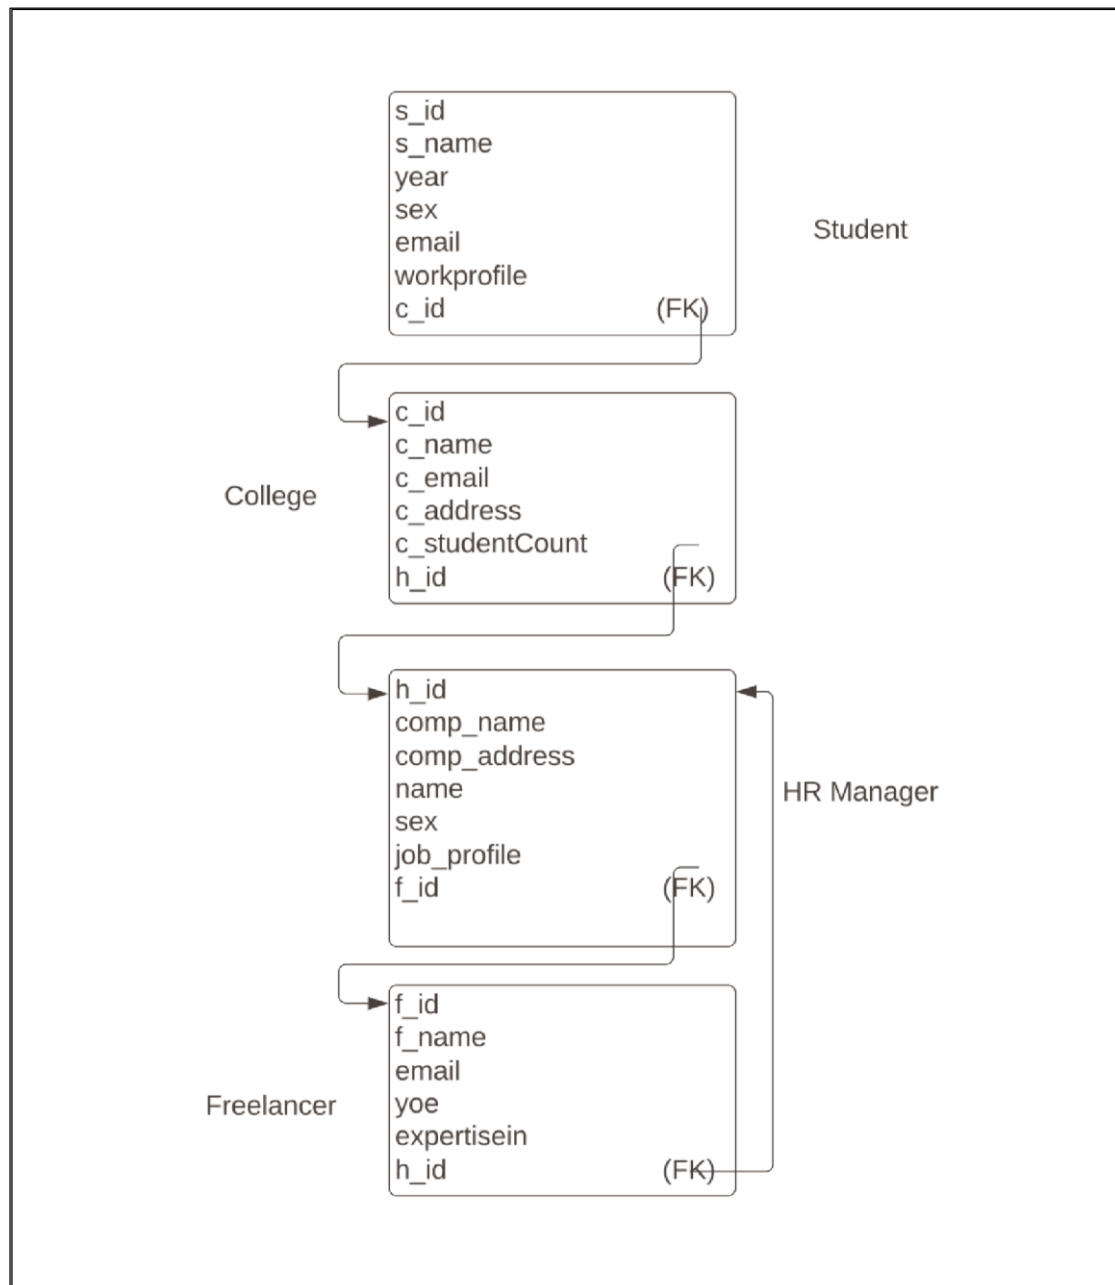 s_id
s_name
year
sex
email
workprofile
c_id (FK)
Student
c_id
c_name
c_email
c_address
c_studentCount
h_id (FK)
College
h_id
comp_name
comp_address
name
sex
job_profile
f_id (FK)
HR Manager
f_id
f_name
email
yoe
expertisein
h_id (FK)
Freelancer